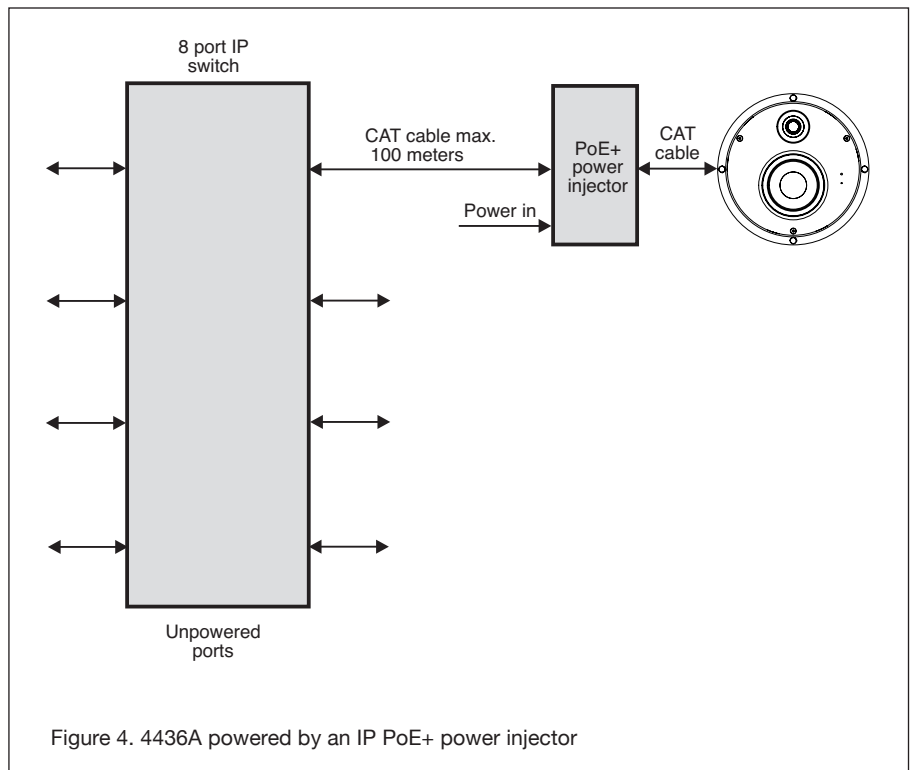 8 port IP
switch
CAT cable max.
100 meters
Power in
PoE+
power
injector
CAT
cable
Unpowered
ports
Figure 4. 4436A powered by an IP PoE+ power injector